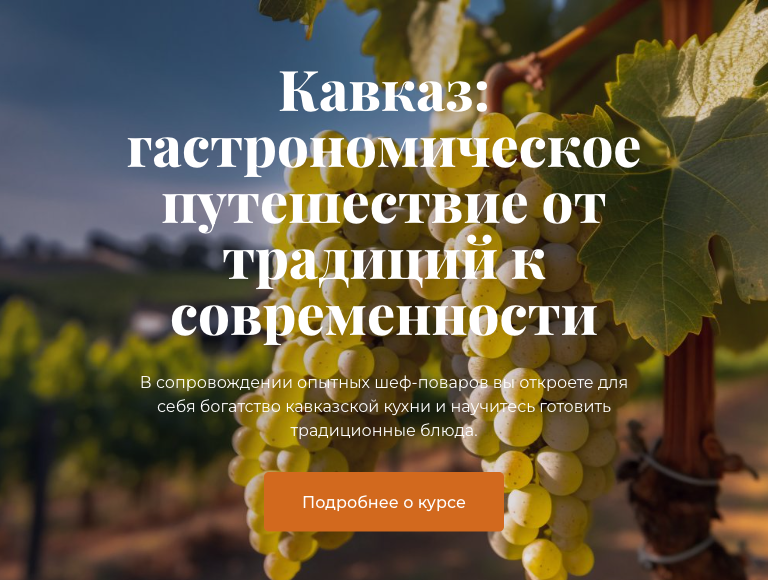 Кавказ:
гастрономическое
путешествие от
традиций к
современности
В сопровождении опытных шеф-поваров вы откроете для
себя богатство кавказской кухни и научитесь готовить
традиционные блюда.
Подробнее о курсе